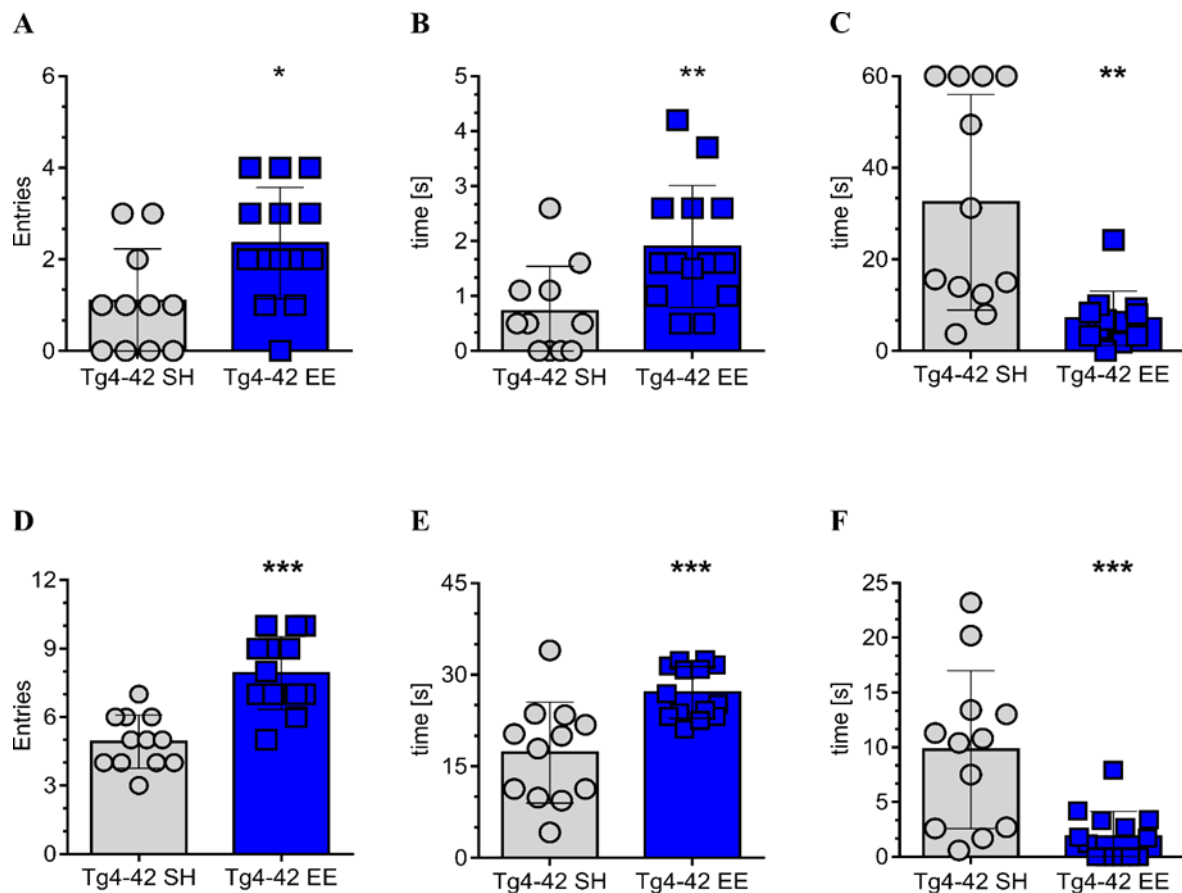 A
B
C
*
**
**
Entries
6
4
2
0
Tg4-42 SH
Tg4-42 EE
time [s]
5
4
3
2
1
0
Tg4-42 SH
Tg4-42 EE
time [s]
60
40
20
0
Tg4-42 SH
Tg4-42 EE
D
E
F
***
***
***
Entries
12
9
6
3
0
Tg4-42 SH
Tg4-42 EE
time [s]
45
30
15
0
Tg4-42 SH
Tg4-42 EE
time [s]
25
20
15
10
5
0
Tg4-42 SH
Tg4-42 EE